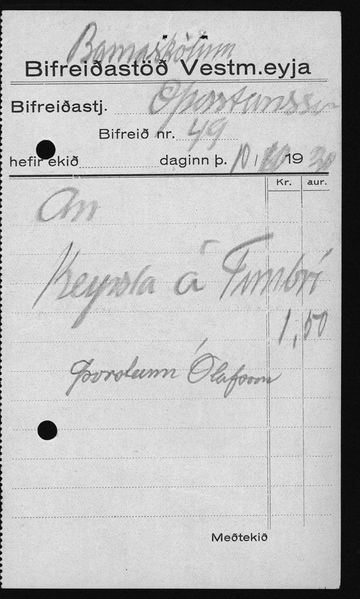 Barnaskólinn
Bifreiðastöð Vestm.eyja
Bifreiðastj.
Bifreið nr. 49
hefir ekið daginn þ. 10. 10 1930
Kr. aur.
An
Keyrsla á Timbri
1,50
Þorsteinn Ólafsson
Meðtekið